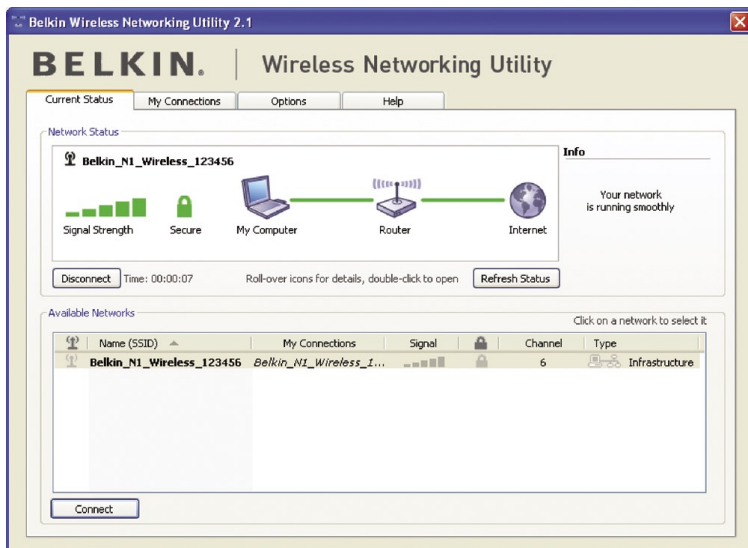 Belkin Wireless Networking Utility 2.1
BELKIN. Wireless Networking Utility
Current Status My Connections Options Help
Network Status
Belkin_N1_Wireless_123456
Signal Strength Secure My Computer Router Internet
Info
Your network
is running smoothly
Disconnect Time: 00:00:07 Roll-over icons for details, double-click to open Refresh Status
Available Networks
Click on a network to select it
Name (SSID) My Connections Signal Channel Type
Belkin_N1_Wireless_123456 Belkin_N1_Wireless_1... 6 Infrastructure
Connect